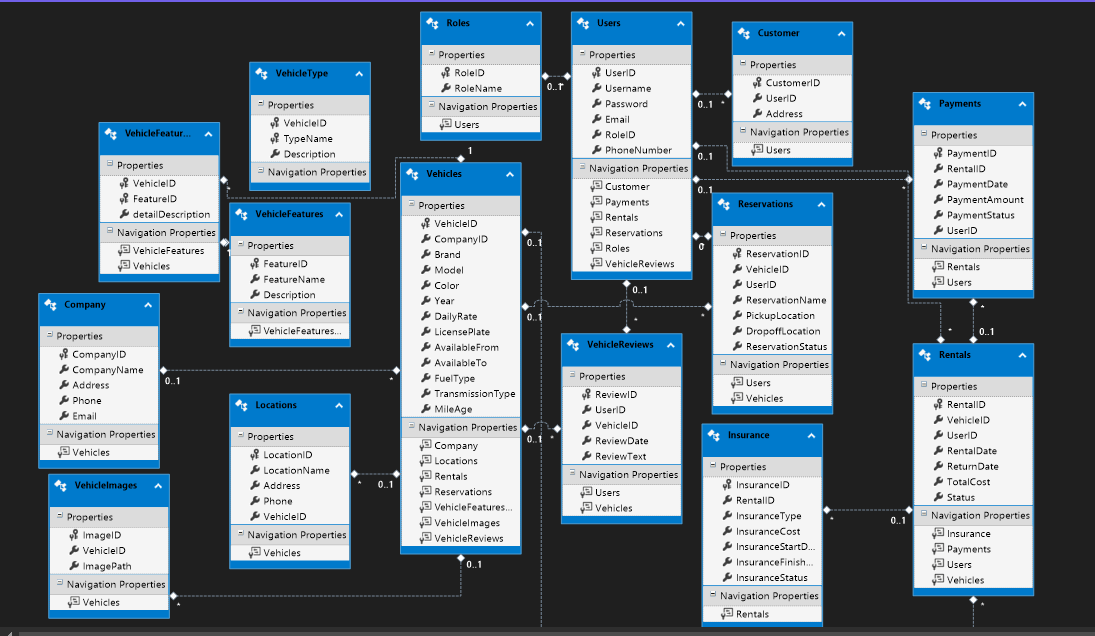 Roles
Properties
RoleID
RoleName
Navigation Properties
Users
Users
Properties
UserID
Username
Password
Email
RoleID
PhoneNumber
Navigation Properties
Customer
Payments
Rentals
Reservations
Roles
VehicleReviews
Customer
Properties
CustomerID
UserID
Address
Navigation Properties
Users
VehicleType
Properties
VehicleID
TypeName
Description
Navigation Properties
Payments
Properties
PaymentID
RentalID
PaymentDate
PaymentAmount
PaymentStatus
UserID
Navigation Properties
Rentals
Users
VehicleFeatur...
Properties
VehicleID
FeatureID
detailDescription
Navigation Properties
VehicleFeatures
Vehicles
Vehicles
Properties
VehicleID
CompanyID
Brand
Model
Color
Year
DailyRate
LicensePlate
AvailableFrom
AvailableTo
FuelType
TransmissionType
MileAge
Navigation Properties
Company
Locations
Rentals
Reservations
VehicleFeatures...
VehicleImages
VehicleReviews
VehicleFeatures
Properties
FeatureID
FeatureName
Description
Navigation Properties
VehicleFeatures...
Reservations
Properties
ReservationID
VehicleID
UserID
ReservationName
PickupLocation
DropoffLocation
ReservationStatus
Navigation Properties
Users
Vehicles
Company
Properties
CompanyID
CompanyName
Address
Phone
Email
Navigation Properties
Vehicles
VehicleReviews
Properties
ReviewID
UserID
VehicleID
ReviewDate
ReviewText
Navigation Properties
Users
Vehicles
Rentals
Properties
RentalID
VehicleID
UserID
RentalDate
ReturnDate
TotalCost
Status
Navigation Properties
Insurance
Payments
Users
Vehicles
Locations
Properties
LocationID
LocationName
Address
Phone
VehicleID
Navigation Properties
Vehicles
Insurance
Properties
InsuranceID
RentalID
InsuranceType
InsuranceCost
InsuranceStartD...
InsuranceFinish...
InsuranceStatus
Navigation Properties
Rentals
VehicleImages
Properties
ImageID
VehicleID
ImagePath
Navigation Properties
Vehicles
0..1
0..1
*
1
0..1
0..1
*
0..1
0..1
*
0..1
*
0..1
*
*
0..1
0..1
*
0..1
*
*
0..1
*
0..1
0..1
*
*